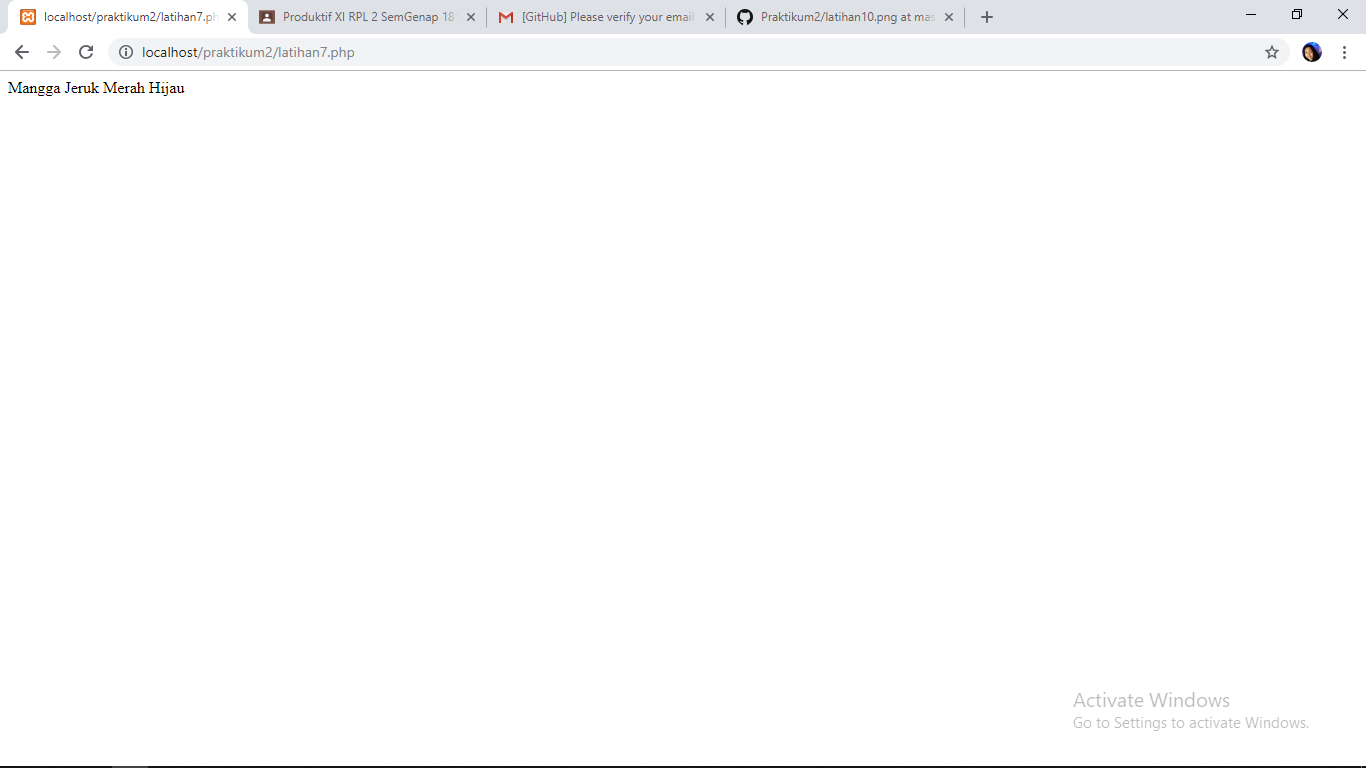 localhost/praktikum2/latihan7.ph
Produktif XI RPL 2 SemGenap 18
[GitHub] Please verify your email
Praktikum2/latihan10.png at mas
localhost/praktikum2/latihan7.php
Mangga Jeruk Merah Hijau
Activate Windows
Go to Settings to activate Windows.